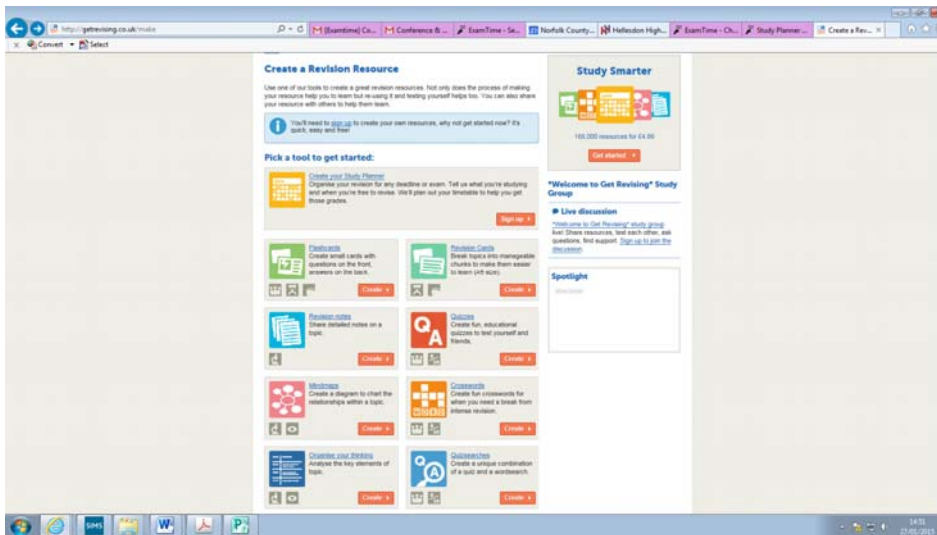 http://getrevising.co.uk/make
[Examtime] Co...
Conference & ...
ExamTime - Se...
Norfolk County...
Hellesdon High...
ExamTime - Ch...
Study Planner ...
Create a Rev...
x Convert Select
Create a Revision Resource
Use one of our tools to create a great revision resources. Not only does the process of making
your resource help you to learn but re-using it and testing yourself helps too. You can also share
your resource with others to help them learn.
You'll need to sign up to create your own resources, why not get started now? It's
quick, easy and free!
Pick a tool to get started:
Create your Study Planner
Organise your revision for any deadline or exam. Tell us what you're studying
and when you're free to revise. We'll plan out your timetable to help you get
those grades.
Sign up
Flashcards
Create small cards with
questions on the front,
answers on the back.
Create
Revision Cards
Break topics into manageable
chunks to make them easier
to learn (A6 size).
Create
Revision notes
Share detailed notes on a
topic.
Create
Q A
Quizzes
Create fun, educational
quizzes to test yourself and
friends.
Create
Mindmaps
Create a diagram to chart the
relationships within a topic.
Create
Crosswords
Create fun crosswords for
when you need a break from
intense revision.
Create
Organise your thinking
Analyse the key elements of
topic.
Create
Q A
Quizsearches
Create a unique combination
of a quiz and a wordsearch.
Create
Study Smarter
160,000 resources for £4.99
Get started
*Welcome to Get Revising* Study
Group
Live discussion
*Welcome to Get Revising* study group
live! Share resources, test each other, ask
questions, find support. Sign up to join the
discussion.
Spotlight
SIMS
W
P
14:51
23/01/2015